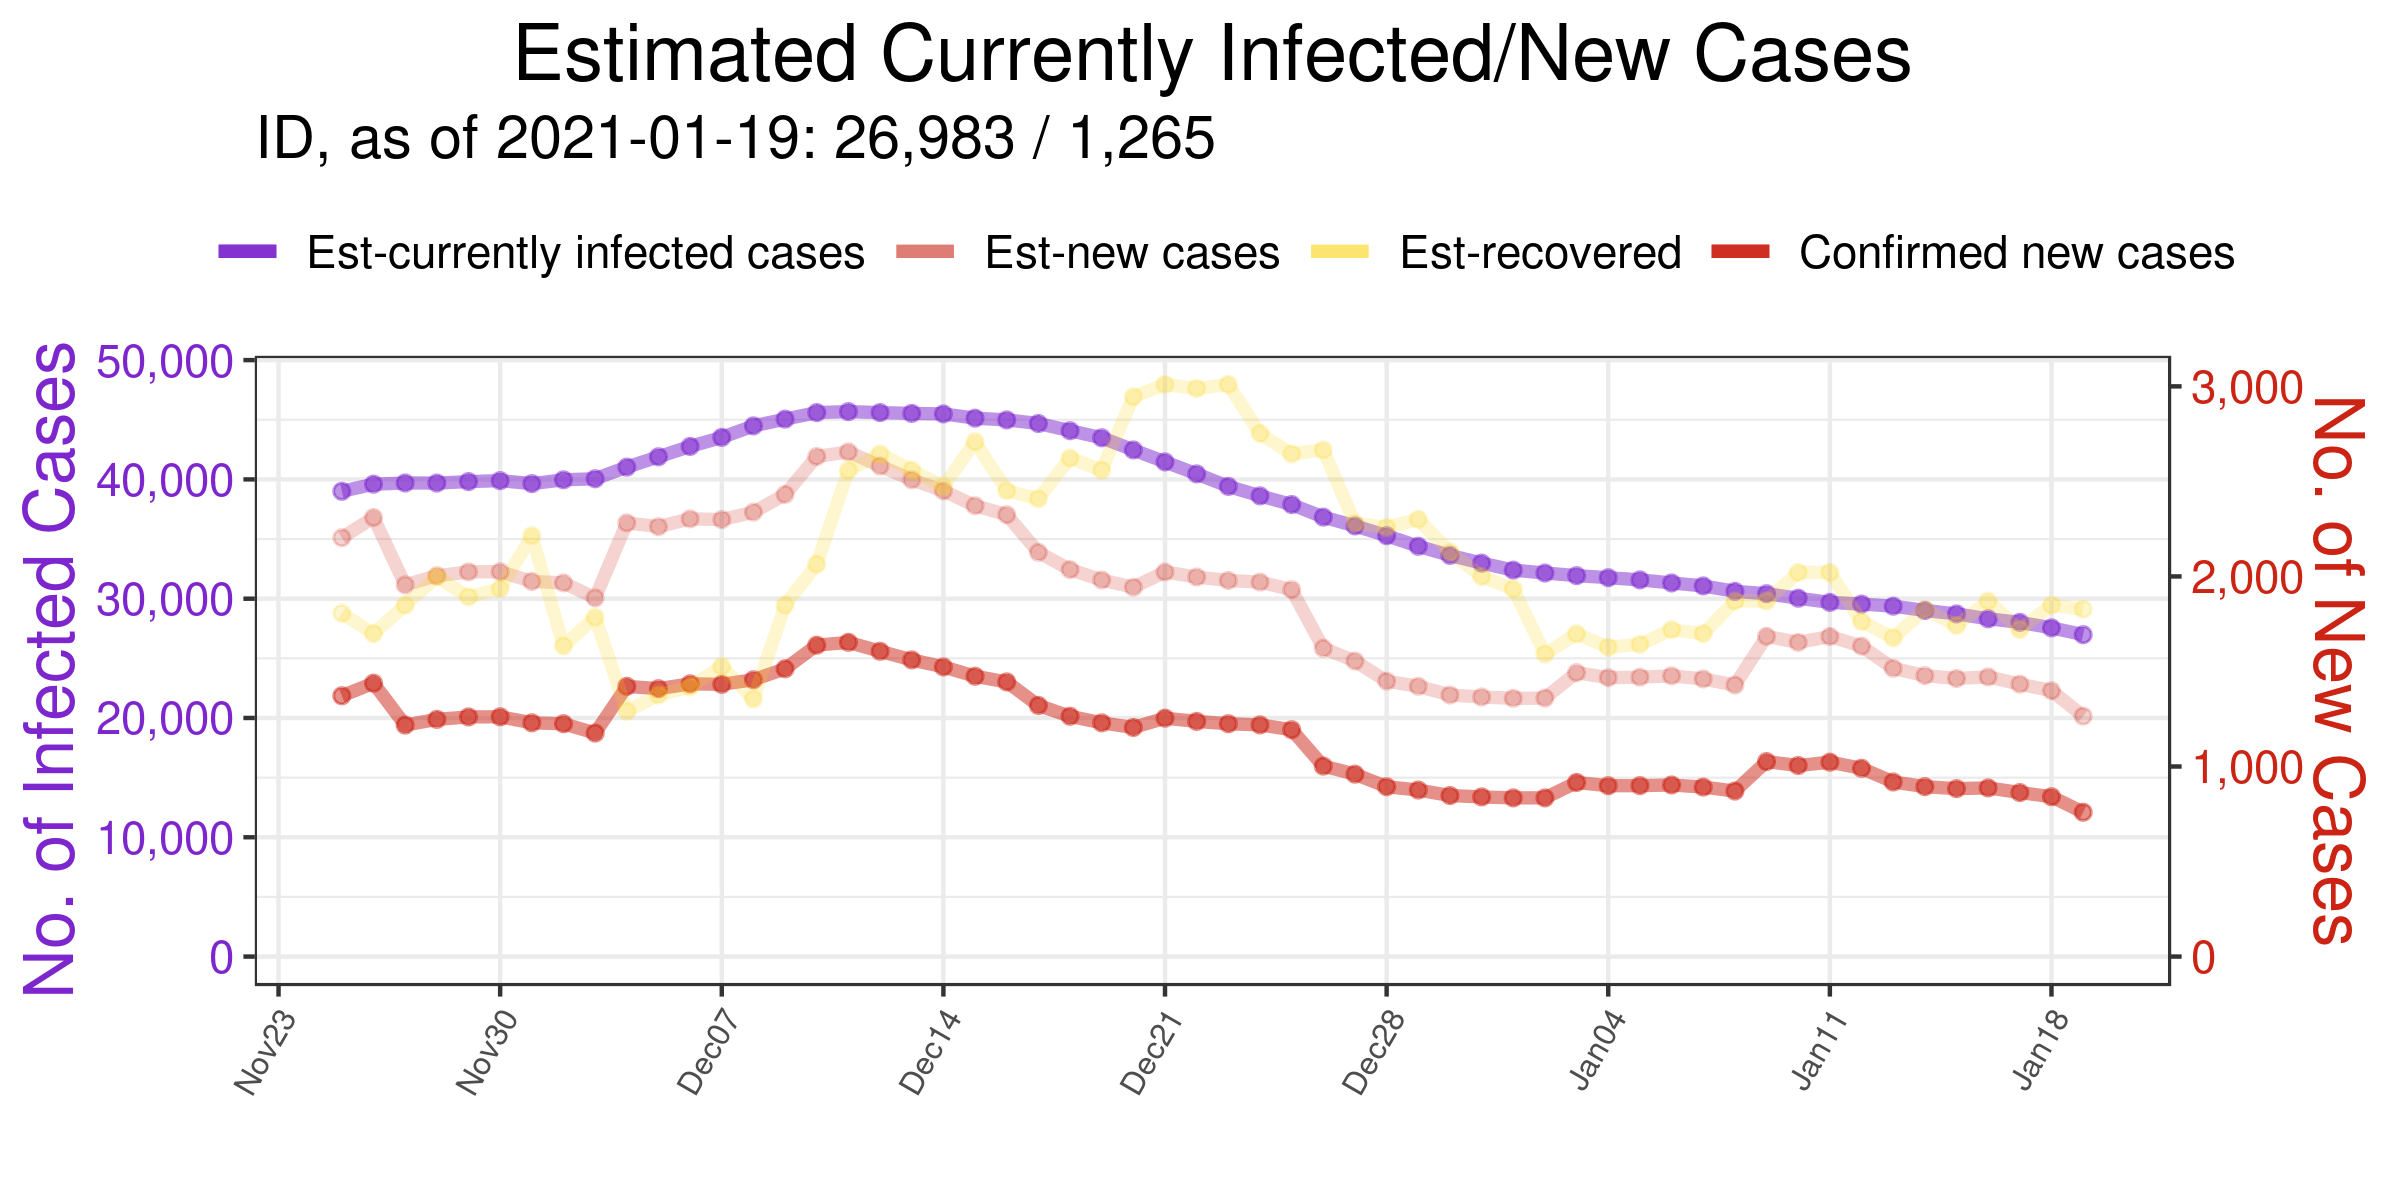 Estimated Currently Infected/New Cases
ID, as of 2021-01-19: 26,983 / 1,265
Est-currently infected cases Est-new cases Est-recovered Confirmed new cases
No. of Infected Cases
50,000
40,000
30,000
20,000
10,000
0
3,000
2,000
1,000
0
No. of New Cases
Nov23 Nov30 Dec07 Dec14 Dec21 Dec28 Jan04 Jan11 Jan18